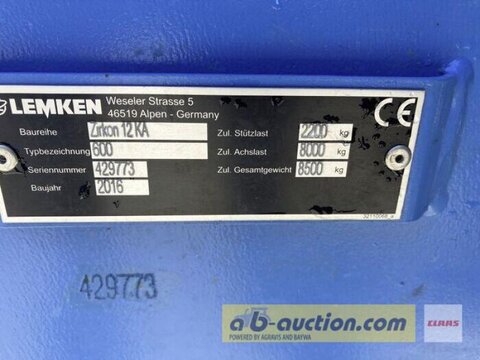 LEMKEN
Weseler Strasse 5
46519 Alpen - Germany
Baureihe Zirkon 12 KA Zul. Stützlast 2200 kg
Typbezeichnung 600 Zul. Achslast 8000 kg
Seriennummer 429773 Zul. Gesamtgewicht 8500 kg
Baujahr 2016
CE
32110068_a
429773
ab-auction.com
POWERED BY AGRAVIS AND BAYWA
CLAAS